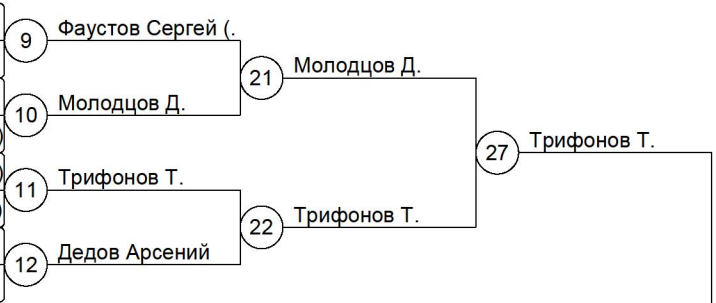 9
Фаустов Сергей (.
21
Молодцов Д.
10
Молодцов Д.
27
Трифонов Т.
11
Трифонов Т.
22
Трифонов Т.
12
Дедов Арсений